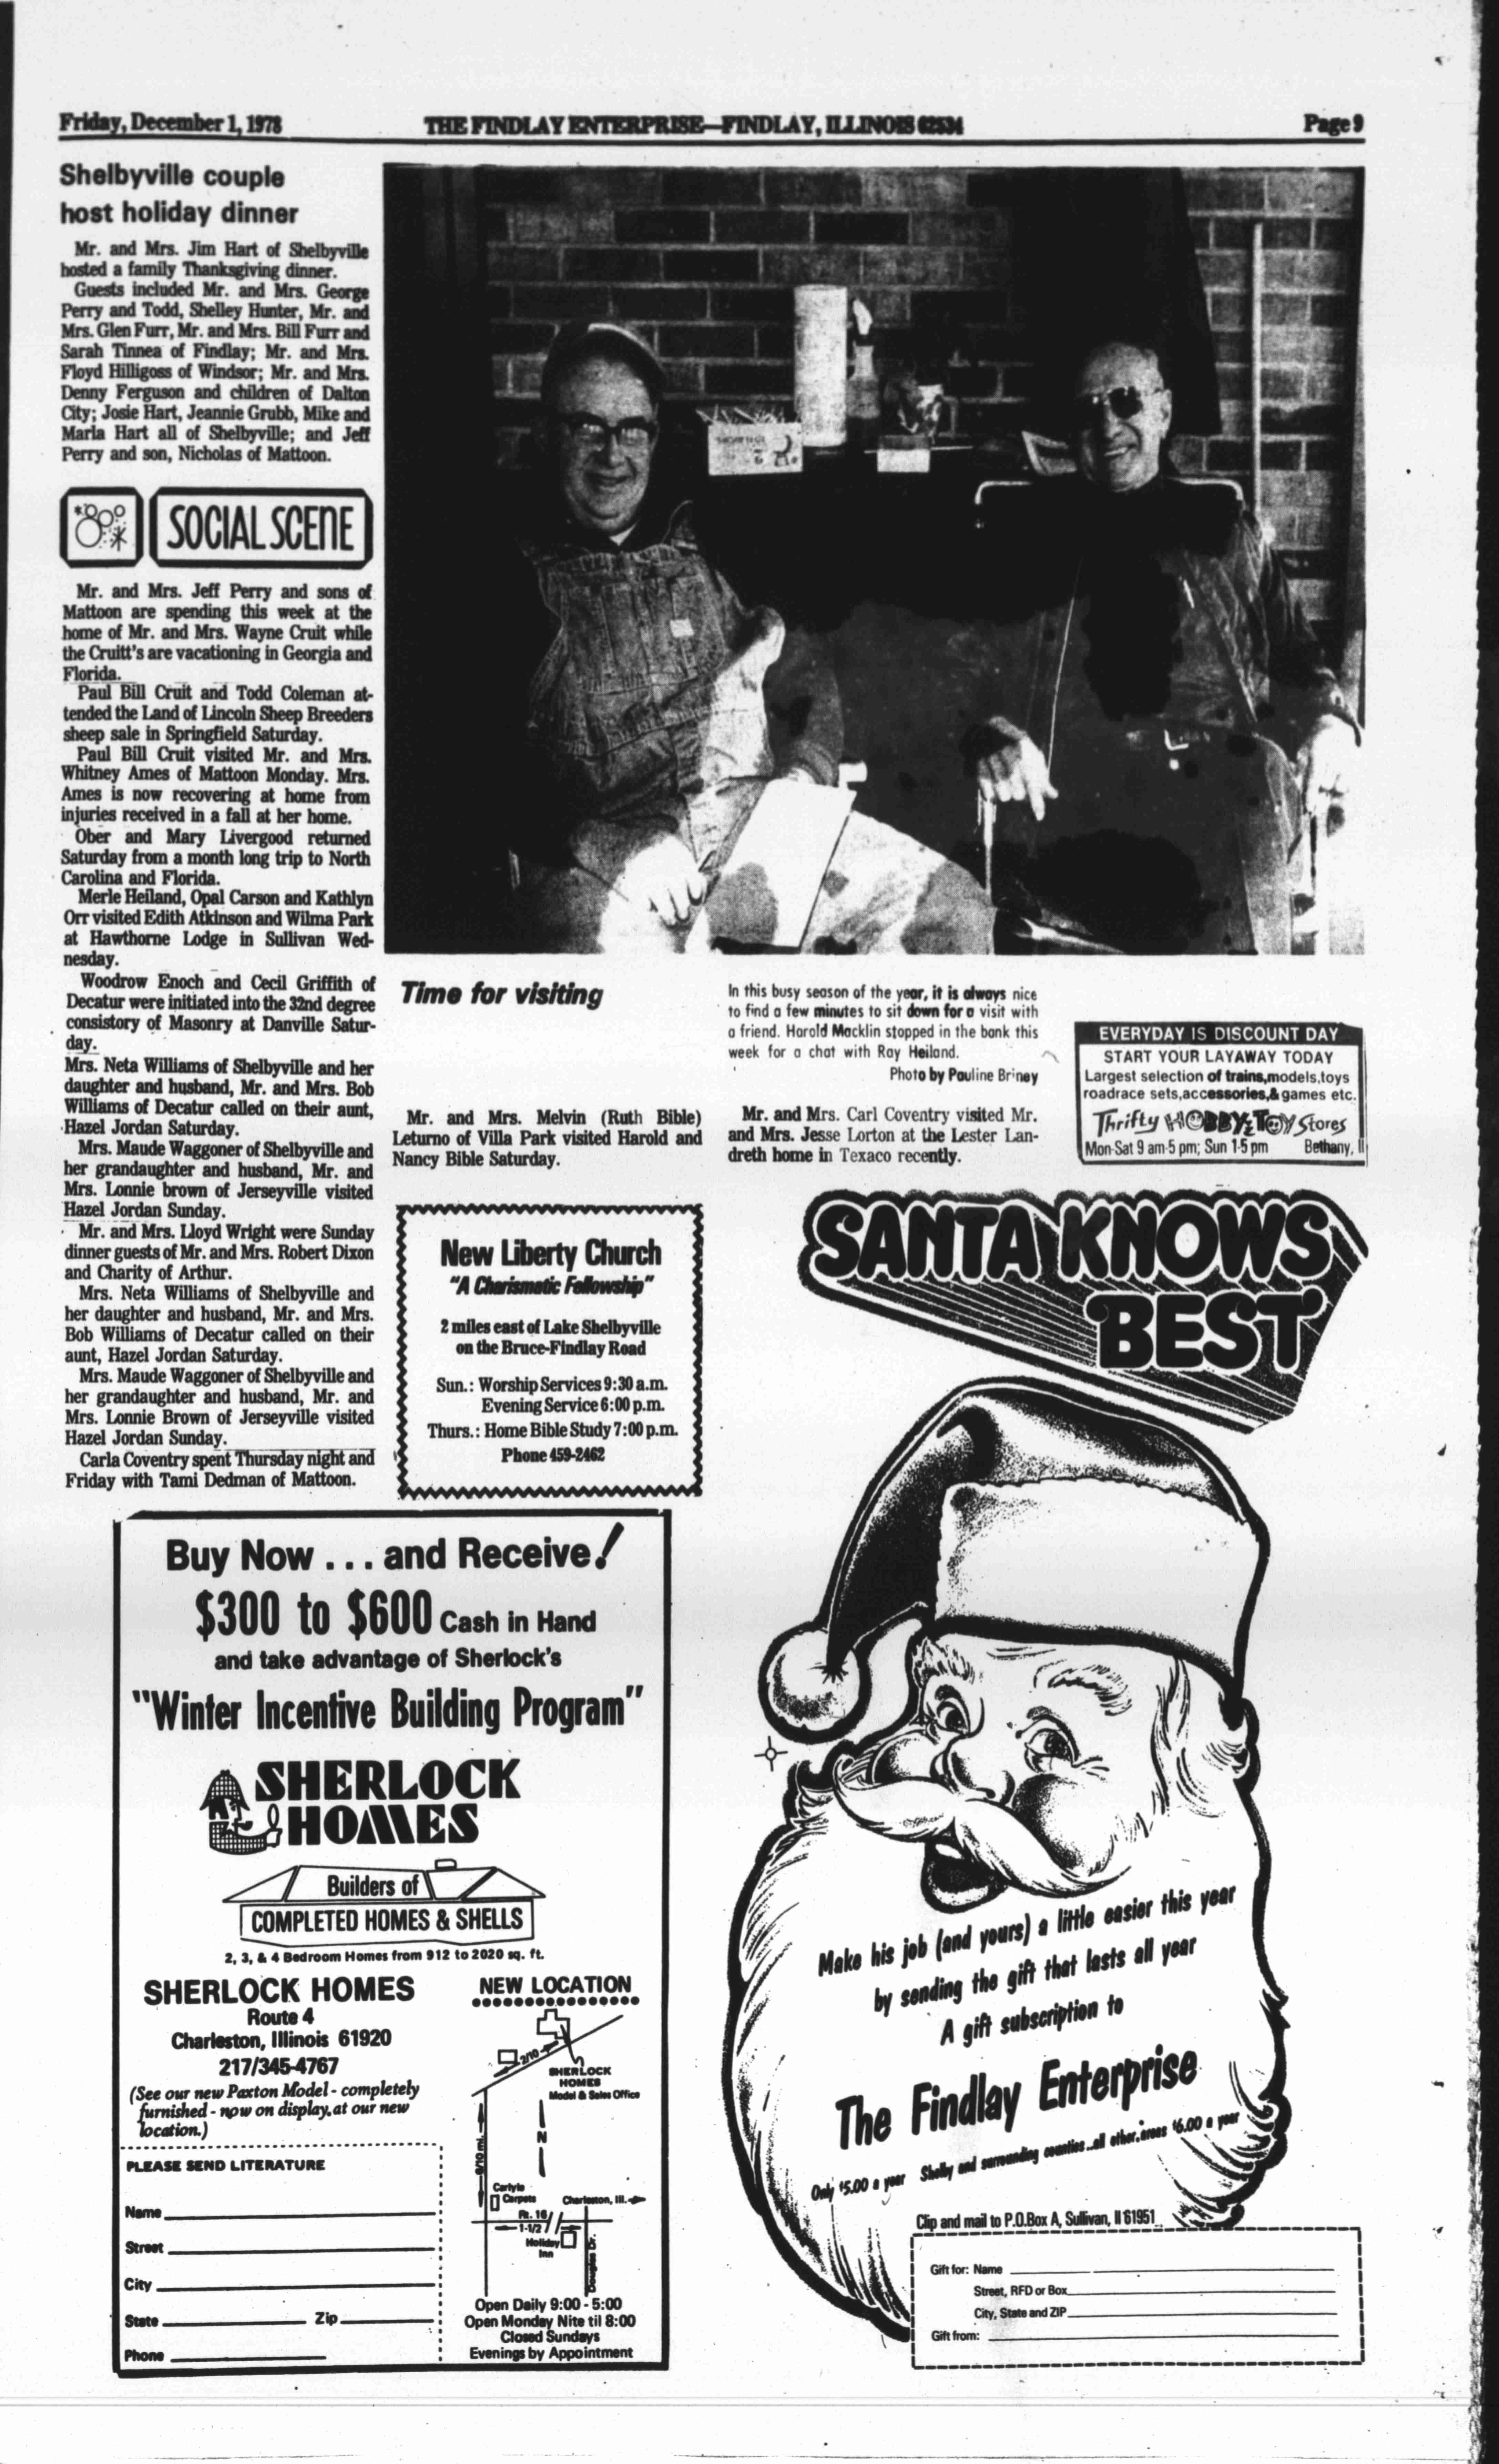 Friday, December 1, 1978
THE FINDLAY ENTERPRISE—FINDLAY, ILLINOIS 62534
Page 9
Shelbyville couple
host holiday dinner
Mr. and Mrs. Jim Hart of Shelbyville
hosted a family Thanksgiving dinner.
Guests included Mr. and Mrs. George
Perry and Todd, Shelley Hunter, Mr. and
Mrs. Glen Furr, Mr. and Mrs. Bill Furr and
Sarah Tinnea of Findlay; Mr. and Mrs.
Floyd Hilligoss of Windsor; Mr. and Mrs.
Denny Ferguson and children of Dalton
City; Josie Hart, Jeannie Grubb, Mike and
Marla Hart all of Shelbyville; and Jeff
Perry and son, Nicholas of Mattoon.
SOCIAL SCENE
Mr. and Mrs. Jeff Perry and sons of
Mattoon are spending this week at the
home of Mr. and Mrs. Wayne Cruit while
the Cruitt's are vacationing in Georgia and
Florida.
Paul Bill Cruit and Todd Coleman at-
tended the Land of Lincoln Sheep Breeders
sheep sale in Springfield Saturday.
Paul Bill Cruit visited Mr. and Mrs.
Whitney Ames of Mattoon Monday. Mrs.
Ames is now recovering at home from
injuries received in a fall at her home.
Ober and Mary Livergood returned
Saturday from a month long trip to North
Carolina and Florida.
Merle Heiland, Opal Carson and Kathlyn
Orr visited Edith Atkinson and Wilma Park
at Hawthorne Lodge in Sullivan Wed-
nesday.
Woodrow Enoch and Cecil Griffith of
Decatur were initiated into the 32nd degree
consistory of Masonry at Danville Satur-
day.
Mrs. Neta Williams of Shelbyville and her
daughter and husband, Mr. and Mrs. Bob
Williams of Decatur called on their aunt,
Hazel Jordan Saturday.
Mrs. Maude Waggoner of Shelbyville and
her grandaughter and husband, Mr. and
Mrs. Lonnie brown of Jerseyville visited
Hazel Jordan Sunday.
Mr. and Mrs. Lloyd Wright were Sunday
dinner guests of Mr. and Mrs. Robert Dixon
and Charity of Arthur.
Mrs. Neta Williams of Shelbyville and
her daughter and husband, Mr. and Mrs.
Bob Williams of Decatur called on their
aunt, Hazel Jordan Saturday.
Mrs. Maude Waggoner of Shelbyville and
her grandaughter and husband, Mr. and
Mrs. Lonnie Brown of Jerseyville visited
Hazel Jordan Sunday.
Carla Coventry spent Thursday night and
Friday with Tami Dedman of Mattoon.
Time for visiting
In this busy season of the year, it is always nice
to find a few minutes to sit down for a visit with
a friend. Harold Macklin stopped in the bank this
week for a chat with Ray Heiland.
Photo by Pauline Briney
Mr. and Mrs. Melvin (Ruth Bible)
Leturno of Villa Park visited Harold and
Nancy Bible Saturday.
Mr. and Mrs. Carl Coventry visited Mr.
and Mrs. Jesse Lorton at the Lester Lan-
dreth home in Texaco recently.
EVERYDAY IS DISCOUNT DAY
START YOUR LAYAWAY TODAY
Largest selection of trains,models,toys
roadrace sets,accessories,& games etc.
Thrifty HOBBY & TOY Stores
Mon-Sat 9 am-5 pm; Sun 1-5 pm Bethany, Il
New Liberty Church
"A Charismatic Fellowship"
2 miles east of Lake Shelbyville
on the Bruce-Findlay Road
Sun.: Worship Services 9:30 a.m.
Evening Service 6:00 p.m.
Thurs.: Home Bible Study 7:00 p.m.
Phone 459-2462
Buy Now . . . and Receive!
$300 to $600 Cash in Hand
and take advantage of Sherlock's
"Winter Incentive Building Program"
SHERLOCK
HOMES
Builders of
COMPLETED HOMES & SHELLS
2, 3, & 4 Bedroom Homes from 912 to 2020 sq. ft.
SHERLOCK HOMES
Route 4
Charleston, Illinois 61920
217/345-4767
(See our new Paxton Model - completely
furnished - now on display at our new
location.)
PLEASE SEND LITERATURE
Name
Street
City
State Zip
Phone
NEW LOCATION
2/10
SHERLOCK
HOMES
Model & Sales Office
N
9/10 mi.
Carlyle
Carpets
Charleston, Ill.
Rt. 16
1-1/2
Holiday
Inn
Douglas Dr.
Open Daily 9:00 - 5:00
Open Monday Nite til 8:00
Closed Sundays
Evenings by Appointment
SANTA KNOWS
BEST
Make his job (and yours) a little easier this year
by sending the gift that lasts all year
A gift subscription to
The Findlay Enterprise
Only $5.00 a year Shelby and surrounding counties...all other areas $6.00 a year
Clip and mail to P.O.Box A, Sullivan, Il 61951
Gift for: Name
Street, RFD or Box
City, State and ZIP
Gift from: